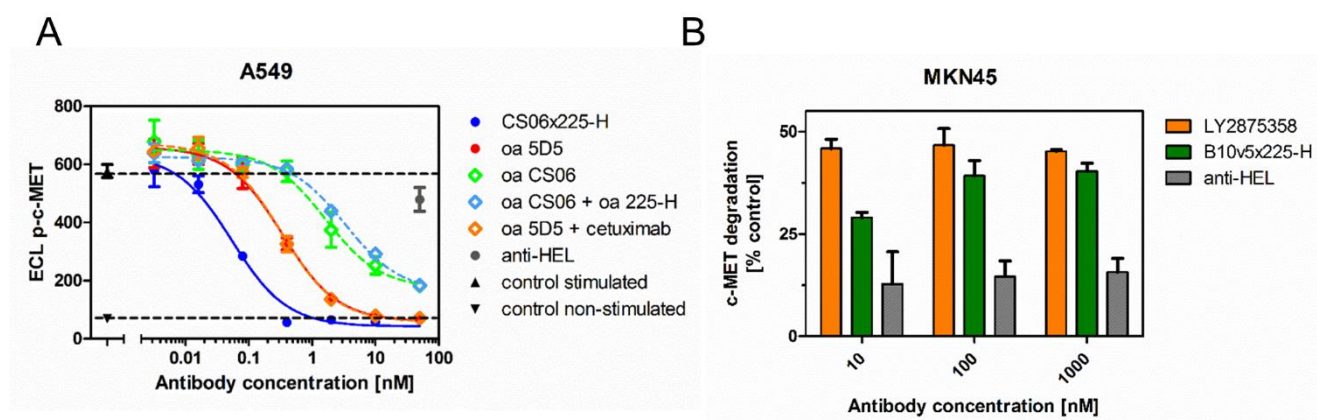 A
A549
ECL p-c-MET
800
600
400
200
0
0.01
0.1
1
10
100
Antibody concentration [nM]
CS06x225-H
oa 5D5
oa CS06
oa CS06 + oa 225-H
oa 5D5 + cetuximab
anti-HEL
control stimulated
control non-stimulated
B
MKN45
c-MET degradation
[% control]
50
25
0
10
100
1000
Antibody concentration [nM]
LY2875358
B10v5x225-H
anti-HEL